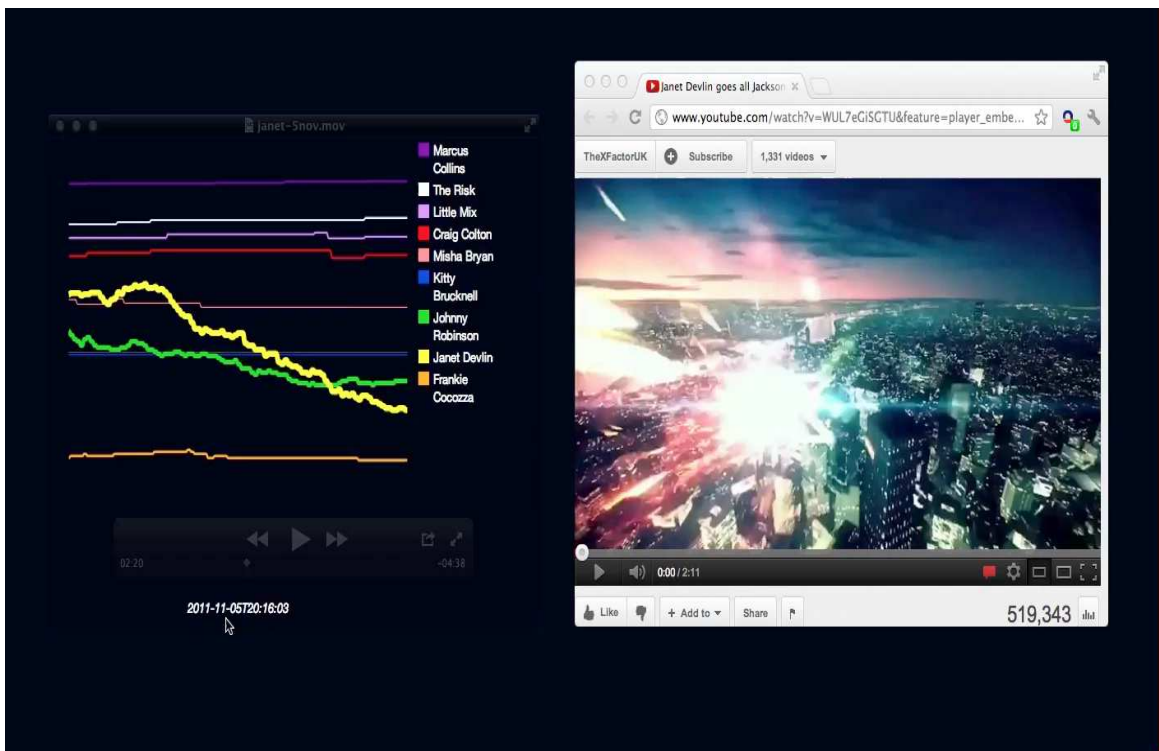 janet-5nov.mov
Marcus
Collins
The Risk
Little Mix
Craig Colton
Misha Bryan
Kitty
Brucknell
Johnny
Robinson
Janet Devlin
Frankie
Cocozza
02:20
-04:38
2011-11-05T20:16:03
Janet Devlin goes all Jackson
www.youtube.com/watch?v=WUL7eGiSGTU&feature=player_embe...
TheXFactorUK Subscribe 1,331 videos
0:00 / 2:11
Like Add to Share 519,343